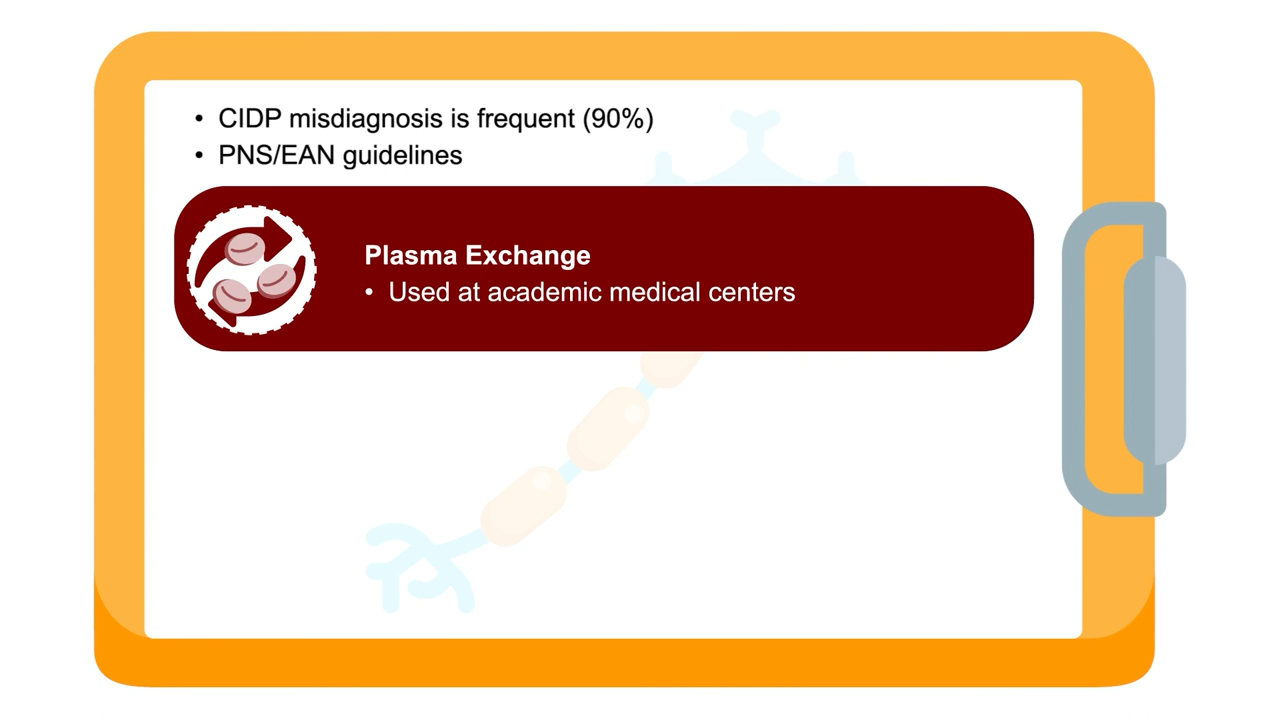 • CIDP misdiagnosis is frequent (90%)
• PNS/EAN guidelines
Plasma Exchange
• Used at academic medical centers